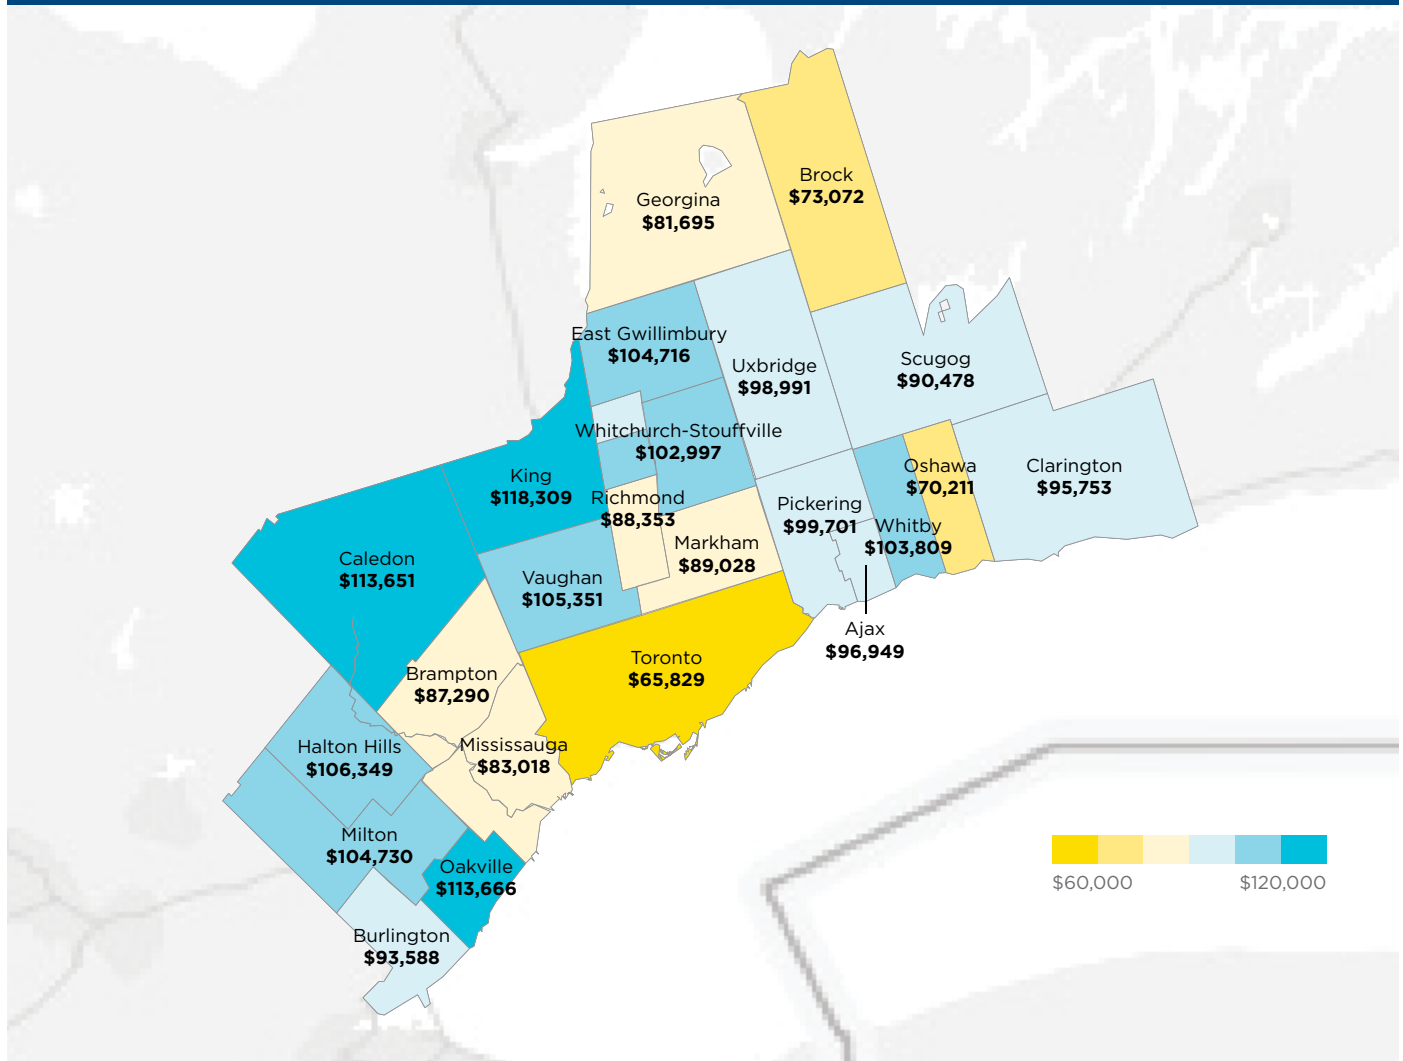 Brock
$73,072
Georgina
$81,695
East Gwillimbury
$104,716
Uxbridge
$98,991
Scugog
$90,478
Whitchurch-Stouffville
$102,997
King
$118,309
Richmond
$88,353
Pickering
$99,701
Oshawa
$70,211
Clarington
$95,753
Whitby
$103,809
Markham
$89,028
Caledon
$113,651
Vaughan
$105,351
Ajax
$96,949
Toronto
$65,829
Brampton
$87,290
Halton Hills
$106,349
Mississauga
$83,018
Milton
$104,730
Oakville
$113,666
Burlington
$93,588
$60,000 $120,000